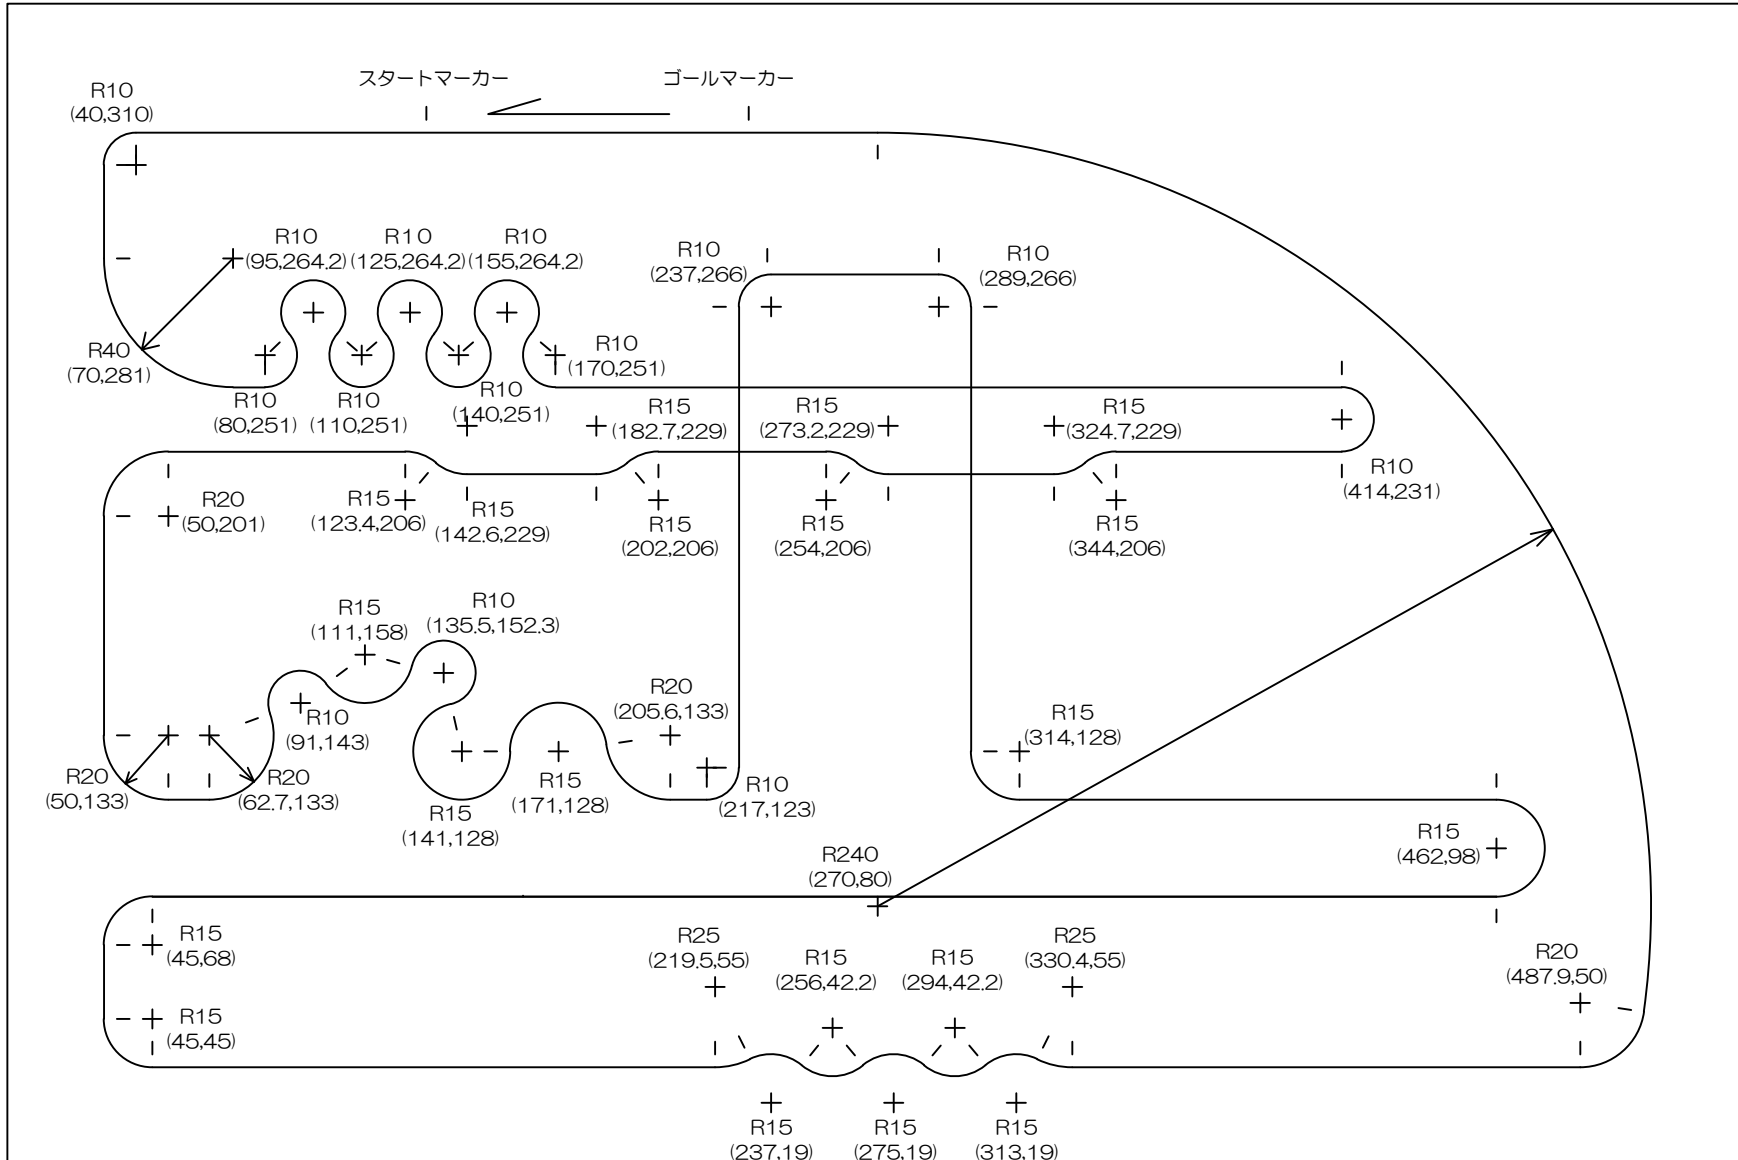 スタートマーカー
ゴールマーカー
R10
(40,310)
R10
(95,264.2)
R10
(125,264.2)
R10
(155,264.2)
R10
(237,266)
R10
(289,266)
R40
(70,281)
R10
(80,251)
R10
(110,251)
R10
(140,251)
R10
(170,251)
R15
(182.7,229)
R15
(273.2,229)
R15
(324.7,229)
R10
(414,231)
R20
(50,201)
R15
(123.4,206)
R15
(142.6,229)
R15
(202,206)
R15
(254,206)
R15
(344,206)
R15
(111,158)
R10
(135.5,152.3)
R10
(91,143)
R20
(205.6,133)
R15
(314,128)
R20
(50,133)
R20
(62.7,133)
R15
(141,128)
R15
(171,128)
R10
(217,123)
R15
(462,98)
R240
(270,80)
R15
(45,68)
R25
(219.5,55)
R15
(256,42.2)
R15
(294,42.2)
R25
(330.4,55)
R20
(487.9,50)
R15
(45,45)
R15
(237,19)
R15
(275,19)
R15
(313,19)